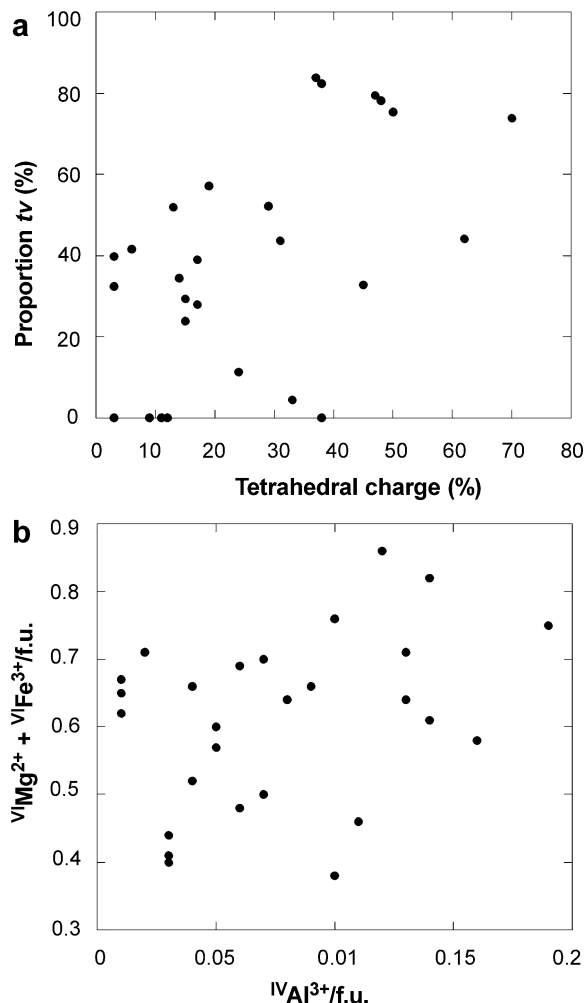 a
100
80
60
40
20
0
Proportion tv (%)
0 10 20 30 40 50 60 70 80
Tetrahedral charge (%)
b
0.9
0.8
0.7
0.6
0.5
0.4
0.3
VIMg2+ + VIFe3+/f.u.
0 0.05 0.01 0.15 0.2
IVAl3+/f.u.